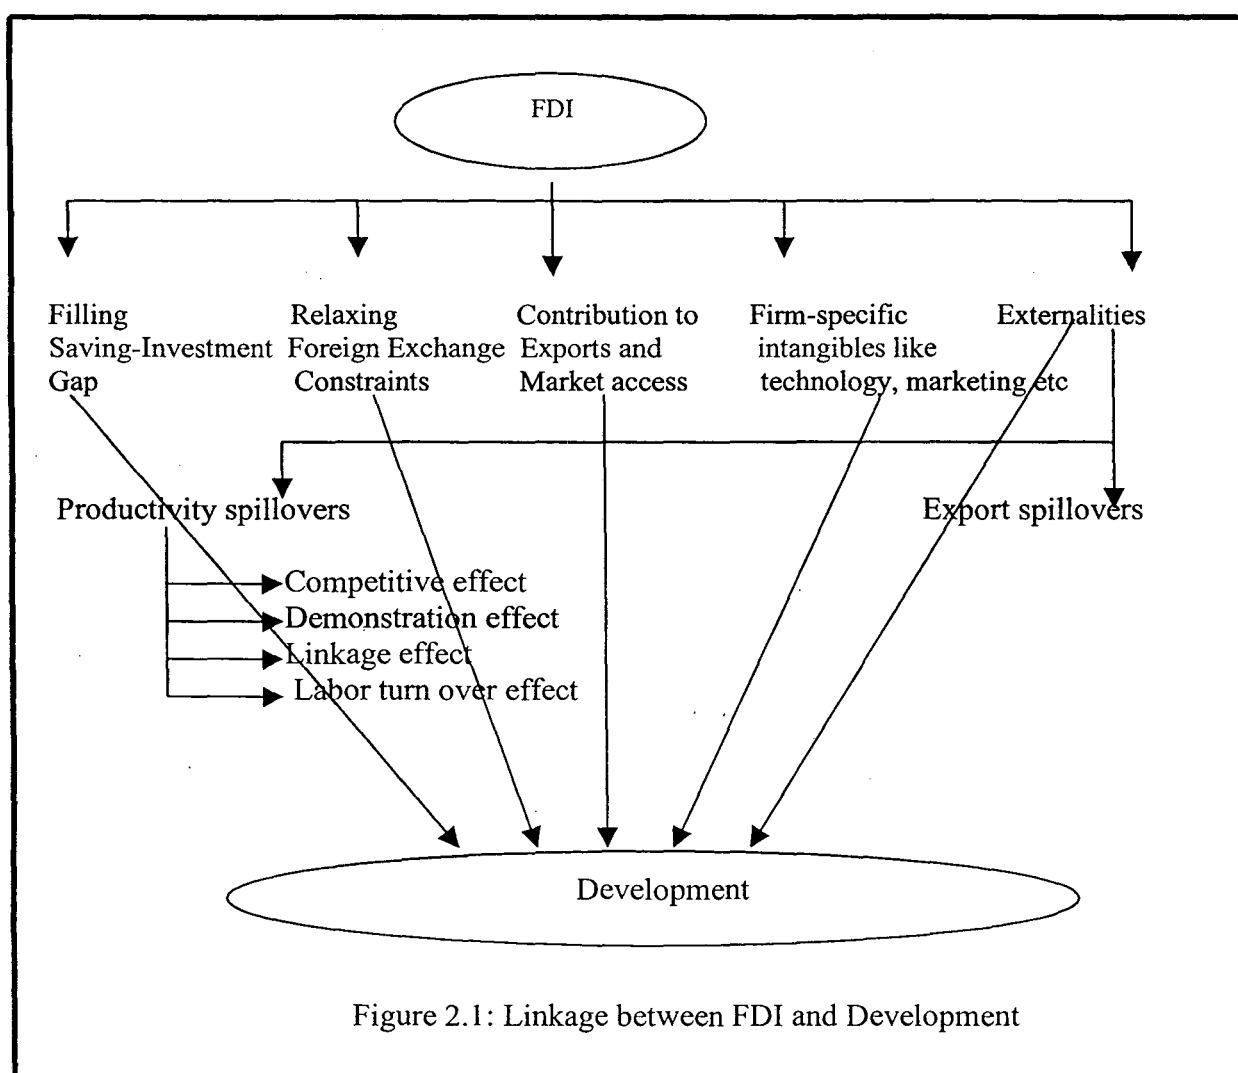 FDI
Filling
Saving-Investment
Gap
Relaxing
Foreign Exchange
Constraints
Contribution to
Exports and
Market access
Firm-specific
intangibles like
technology, marketing etc
Externalities
Productivity spillovers
Export spillovers
Competitive effect
Demonstration effect
Linkage effect
Labor turn over effect
Development
Figure 2.1: Linkage between FDI and Development